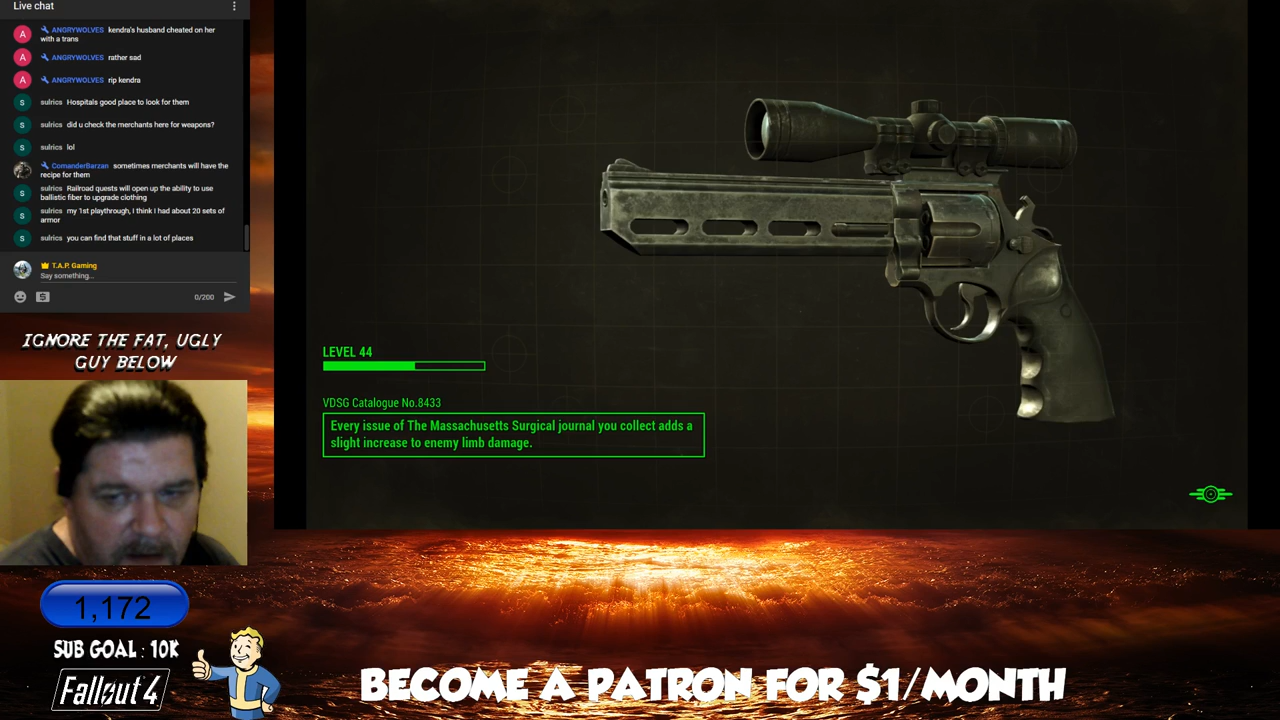 Live chat
A ANGRYWOLVES kendra's husband cheated on her
with a trans
A ANGRYWOLVES rather sad
A ANGRYWOLVES rip kendra
S sulrics Hospitals good place to look for them
S sulrics did u check the merchants here for weapons?
S sulrics lol
ComanderBarzan sometimes merchants will have the
recipe for them
S sulrics Railroad quests will open up the ability to use
ballistic fiber to upgrade clothing
S sulrics my 1st playthrough, I think I had about 20 sets of
armor
S sulrics you can find that stuff in a lot of places
T.A.P. Gaming
Say something...
0/200
IGNORE THE FAT, UGLY
GUY BELOW
LEVEL 44
VDSG Catalogue No.8433
Every issue of The Massachusetts Surgical journal you collect adds a
slight increase to enemy limb damage.
1,172
SUB GOAL : 10K
Fallout 4
BECOME A PATRON FOR $1/MONTH